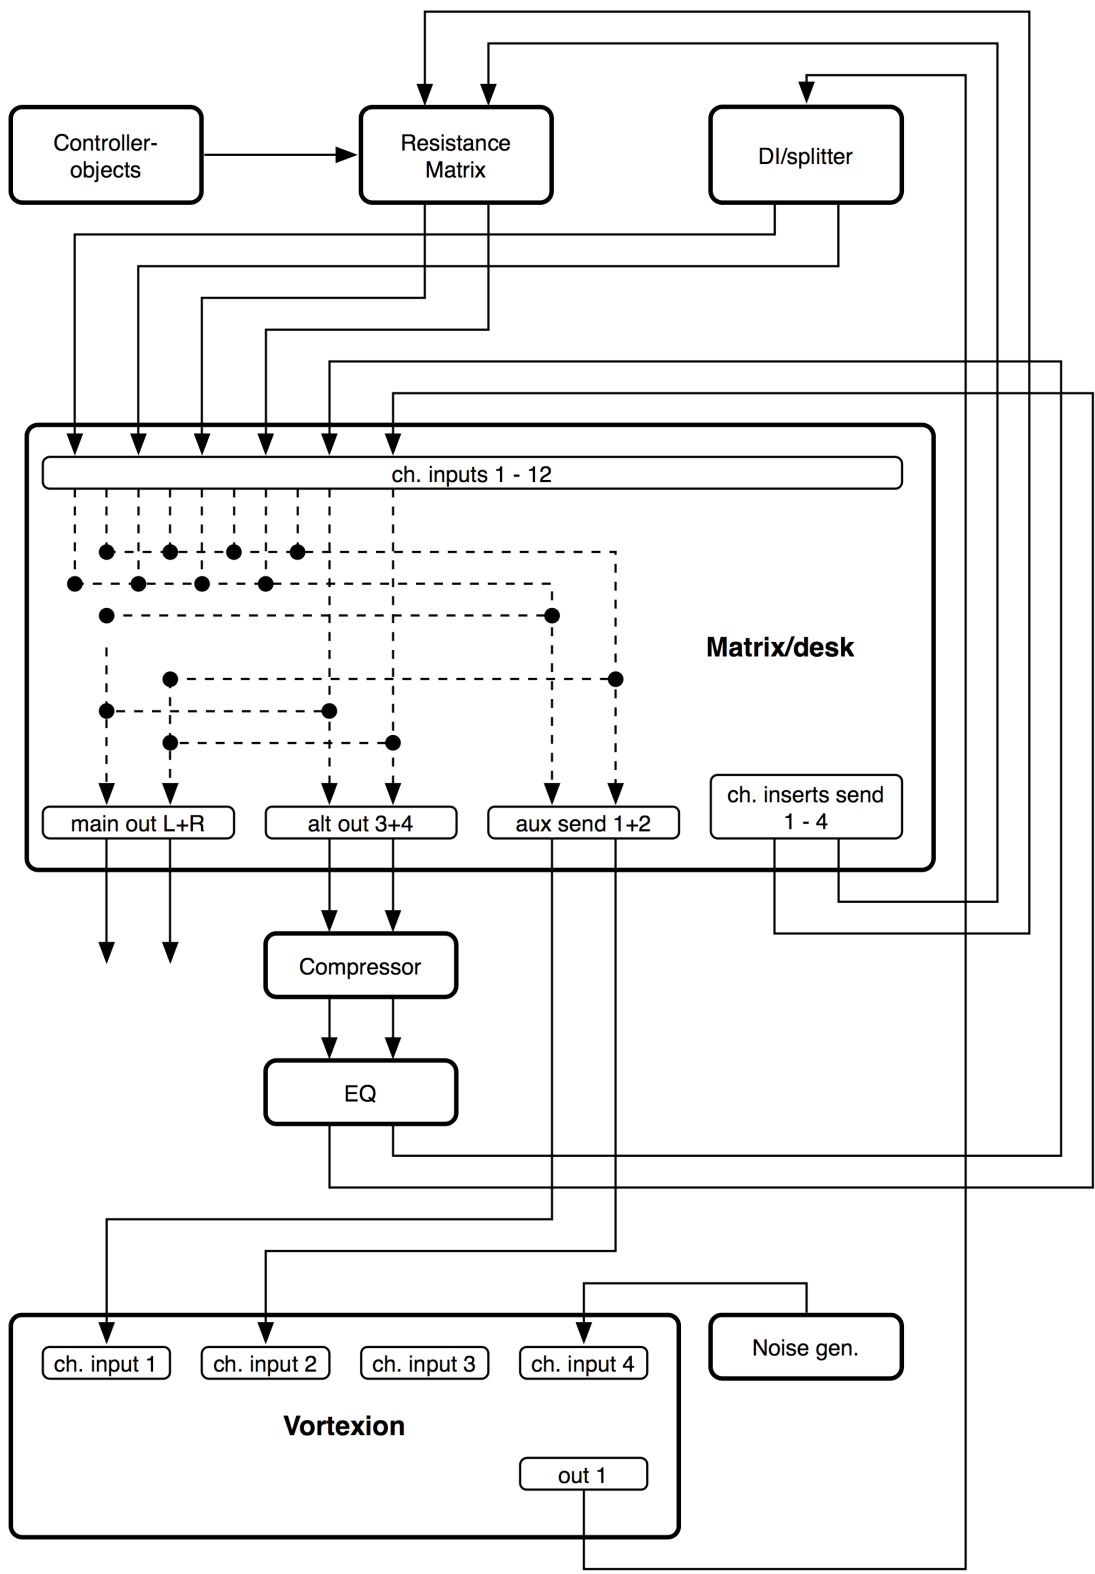 Controller-
objects
Resistance
Matrix
DI/splitter
ch. inputs 1 - 12
Matrix/desk
main out L+R
alt out 3+4
aux send 1+2
ch. inserts send
1 - 4
Compressor
EQ
Noise gen.
ch. input 1
ch. input 2
ch. input 3
ch. input 4
Vortexion
out 1